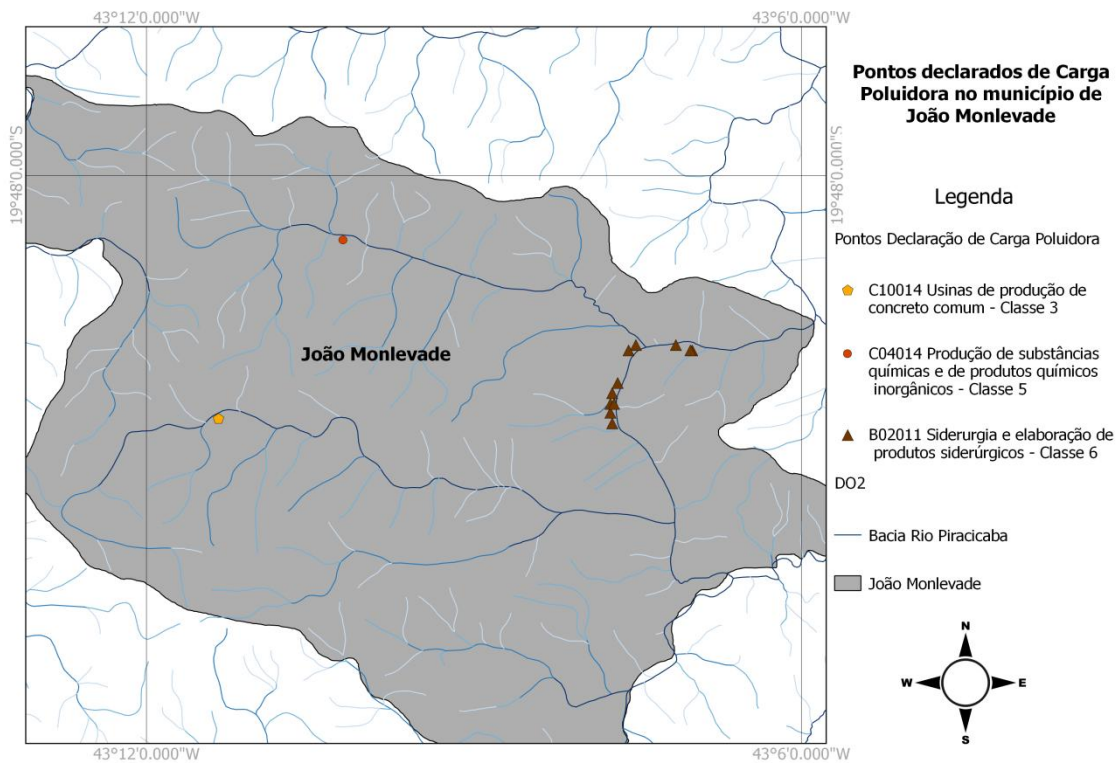 43°12'0.000"W
43°6'0.000"W
19°48'0.000"S
19°48'0.000"S
João Monlevade
43°12'0.000"W
43°6'0.000"W
Pontos declarados de Carga
Poluidora no município de
João Monlevade
Legenda
Pontos Declaração de Carga Poluidora
C10014 Usinas de produção de
concreto comum - Classe 3
C04014 Produção de substâncias
químicas e de produtos químicos
inorgânicos - Classe 5
B02011 Siderurgia e elaboração de
produtos siderúrgicos - Classe 6
DO2
Bacia Rio Piracicaba
João Monlevade
N
W
E
S